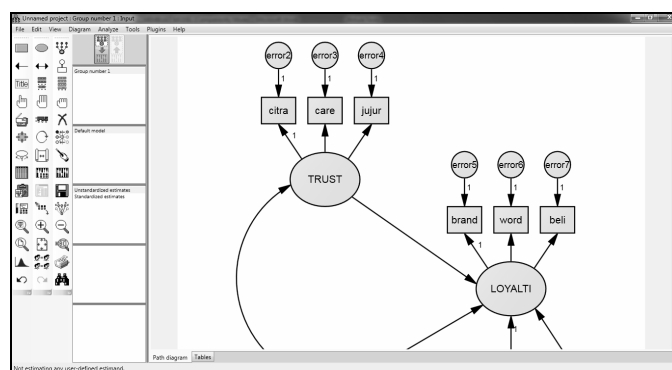 Unnamed project : Group number 1 : Input
File Edit View Diagram Analyze Tools Plugins Help
Title
Group number 1
Default model
Unstandardized estimates
Standardized estimates
error2 error3 error4
1 1 1
citra care jujur
1
TRUST
error5 error6 error7
1 1 1
brand word beli
1
LOYALTI
1
Path diagram Tables
Not estimating any user-defined estimand.